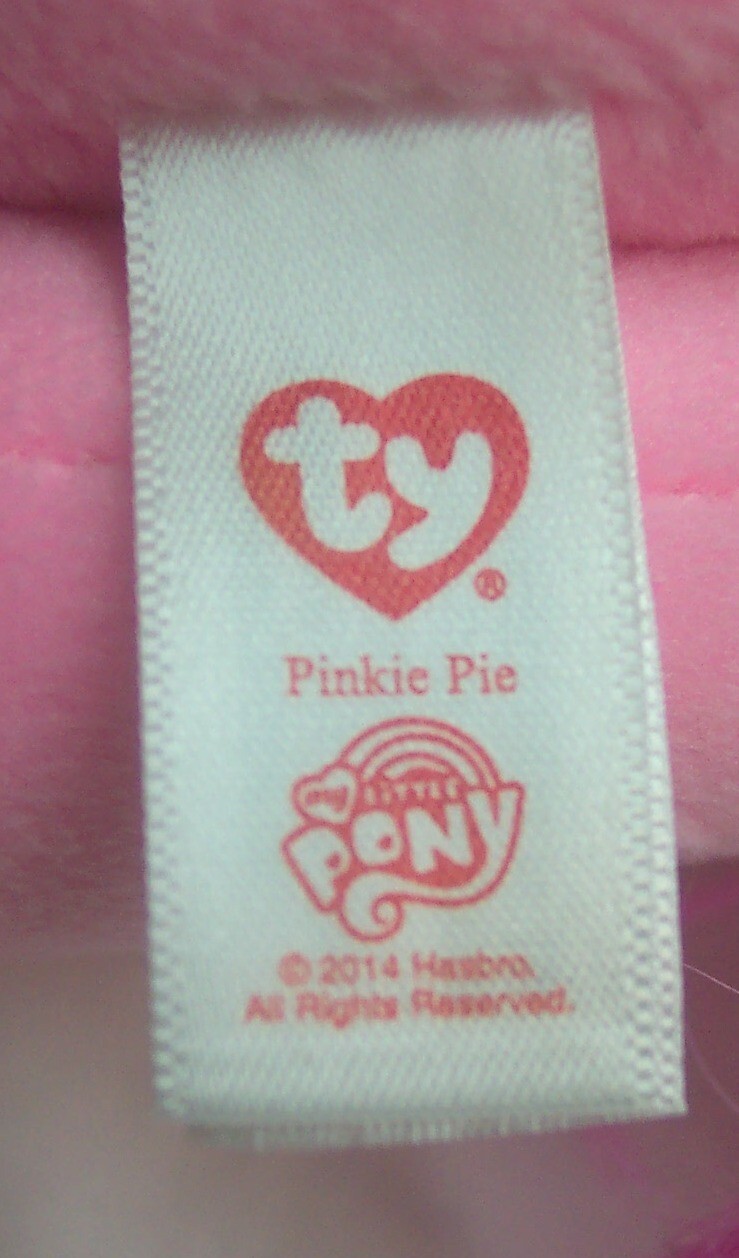 ty®
Pinkie Pie
my LITTLE
PONY
© 2014 Hasbro.
All Rights Reserved.